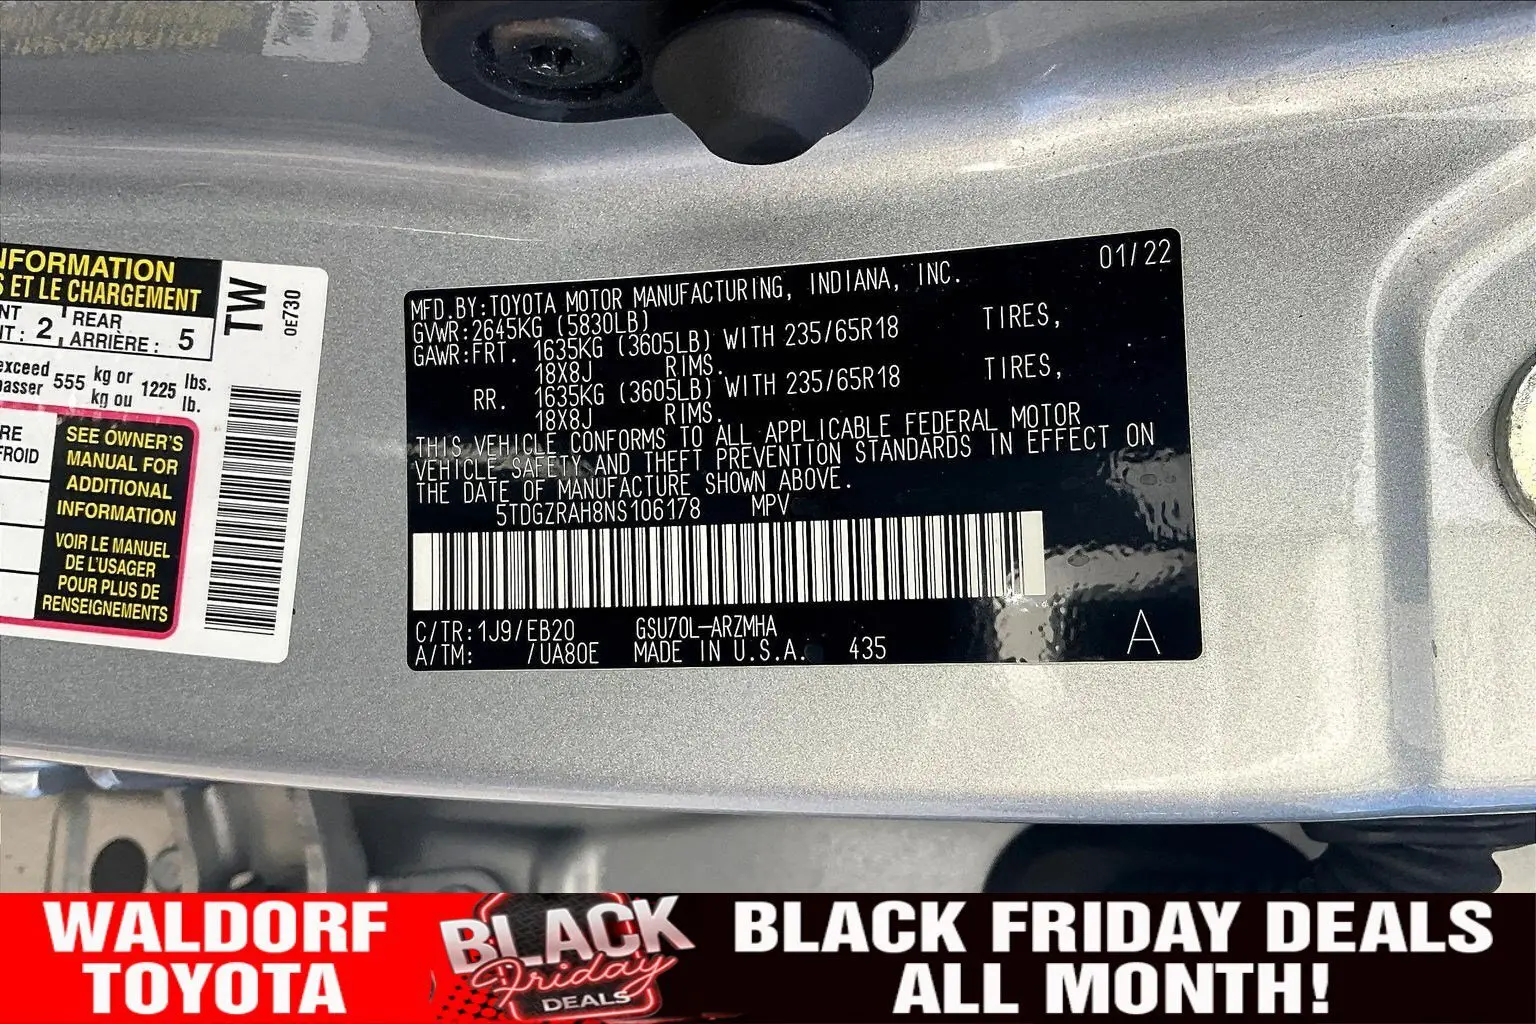 NFORMATION
S ET LE CHARGEMENT
NT : 2, REAR
ARRIÈRE : 5
exceed
asser 555 kg or
kg ou 1225 lbs.
lb.
RE
FROID
SEE OWNER'S
MANUAL FOR
ADDITIONAL
INFORMATION
VOIR LE MANUEL
DE L'USAGER
POUR PLUS DE
RENSEIGNEMENTS
TW
0E730
01/22
MFD.BY:TOYOTA MOTOR MANUFACTURING, INDIANA, INC.
GVWR:2645KG (5830LB)
GAWR:FRT. 1635KG (3605LB) WITH 235/65R18 TIRES,
18X8J RIMS.
RR. 1635KG (3605LB) WITH 235/65R18 TIRES,
18X8J RIMS.
THIS VEHICLE CONFORMS TO ALL APPLICABLE FEDERAL MOTOR
VEHICLE SAFETY AND THEFT PREVENTION STANDARDS IN EFFECT ON
THE DATE OF MANUFACTURE SHOWN ABOVE.
5TDGZRAH8NS106178 MPV
C/TR:1J9/EB20 GSU70L-ARZMHA
A/TM: /UA80E MADE IN U.S.A. 435
A
WALDORF
TOYOTA
BLACK
Friday
DEALS
BLACK FRIDAY DEALS
ALL MONTH!